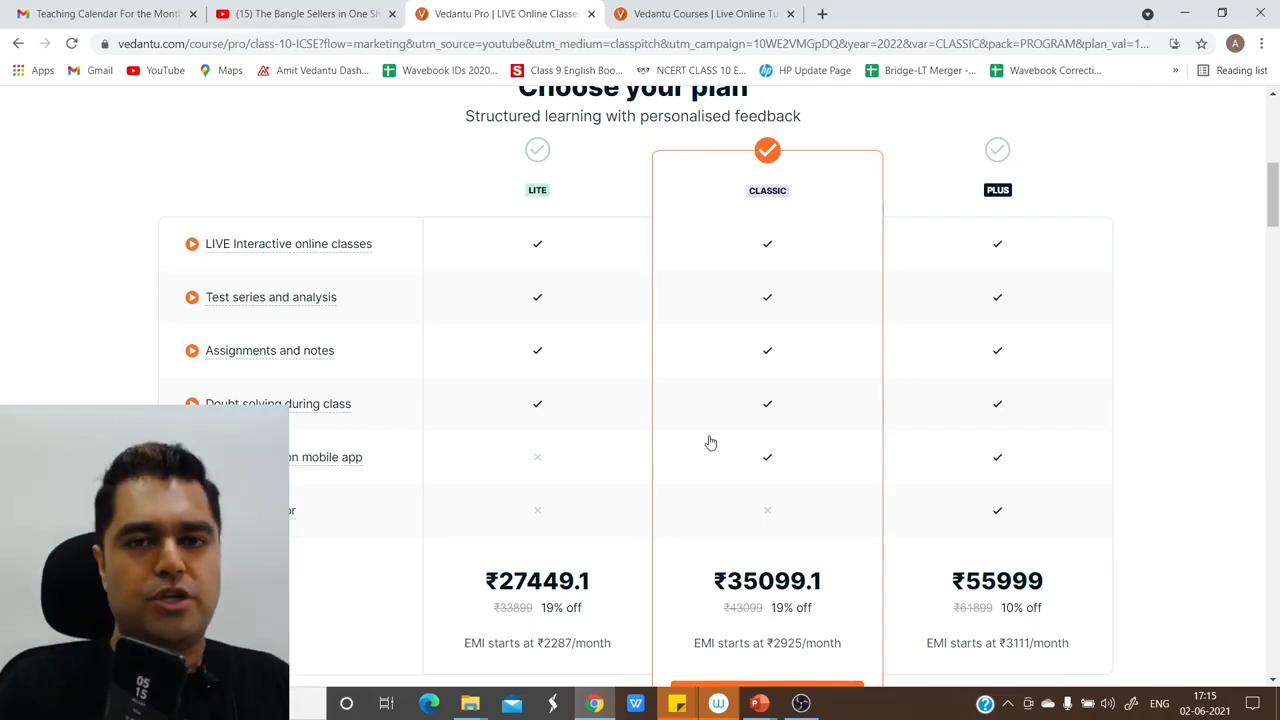 Teaching Calendar For the Month
(15) The Bangle Sellers in One Sh
Vedantu Pro | LIVE Online Classes
Vedantu Courses | Live Online Tu
vedantu.com/course/pro/class-10-ICSE?flow=marketing&utm_source=youtube&utm_medium=classpitch&utm_campaign=10WE2VMGpDQ&year=2022&var=CLASSIC&pack=PROGRAM&plan_val=1...
A
Apps
Gmail
YouTube
Maps
Amit Vedantu Dash...
Wavebook IDs 2020...
Class 9 English Boo...
NCERT CLASS 10 E...
HP Update Page
Bridge-LT Merger -...
Wavebook Correcti...
»
Reading list
Choose your plan
Structured learning with personalised feedback
LITE
CLASSIC
PLUS
LIVE Interactive online classes
Test series and analysis
Assignments and notes
Doubt solving during class
on mobile app
or
₹27449.1
₹35099.1
₹55999
₹33899 19% off
₹43099 19% off
₹61899 10% off
EMI starts at ₹2287/month
EMI starts at ₹2925/month
EMI starts at ₹3111/month
05
15
ENG
17:15
02-06-2021